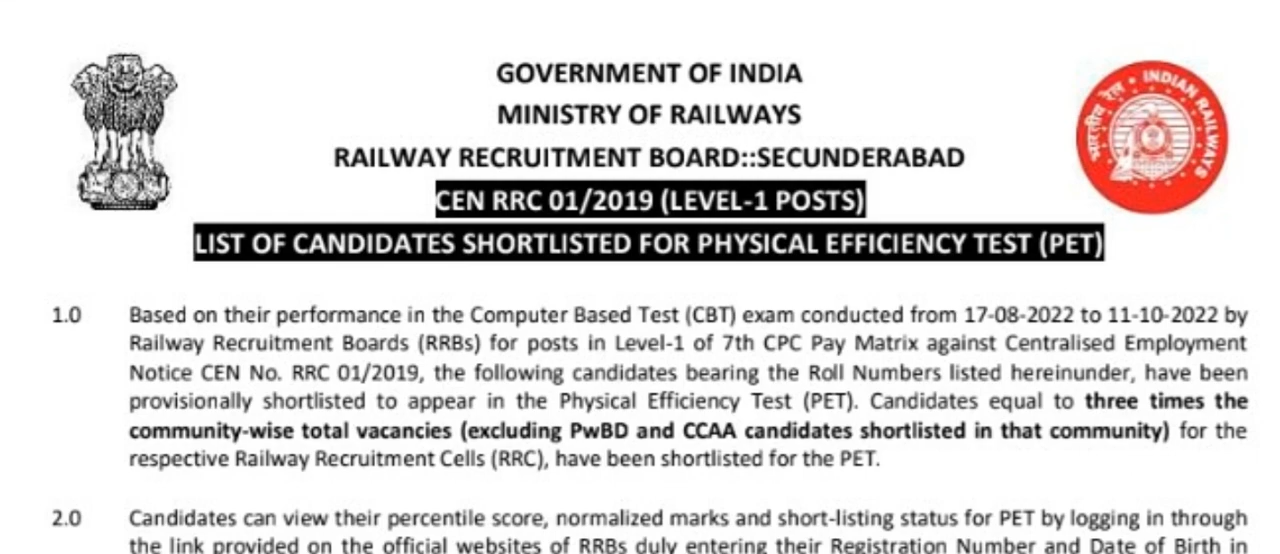 GOVERNMENT OF INDIA
MINISTRY OF RAILWAYS
RAILWAY RECRUITMENT BOARD::SECUNDERABAD
CEN RRC 01/2019 (LEVEL-1 POSTS)
LIST OF CANDIDATES SHORTLISTED FOR PHYSICAL EFFICIENCY TEST (PET)
भारतीय रेल • INDIAN RAILWAYS
1.0 Based on their performance in the Computer Based Test (CBT) exam conducted from 17-08-2022 to 11-10-2022 by
Railway Recruitment Boards (RRBs) for posts in Level-1 of 7th CPC Pay Matrix against Centralised Employment
Notice CEN No. RRC 01/2019, the following candidates bearing the Roll Numbers listed hereinunder, have been
provisionally shortlisted to appear in the Physical Efficiency Test (PET). Candidates equal to three times the
community-wise total vacancies (excluding PwBD and CCAA candidates shortlisted in that community) for the
respective Railway Recruitment Cells (RRC), have been shortlisted for the PET.
2.0 Candidates can view their percentile score, normalized marks and short-listing status for PET by logging in through
the link provided on the official websites of RRBs duly entering their Registration Number and Date of Birth in